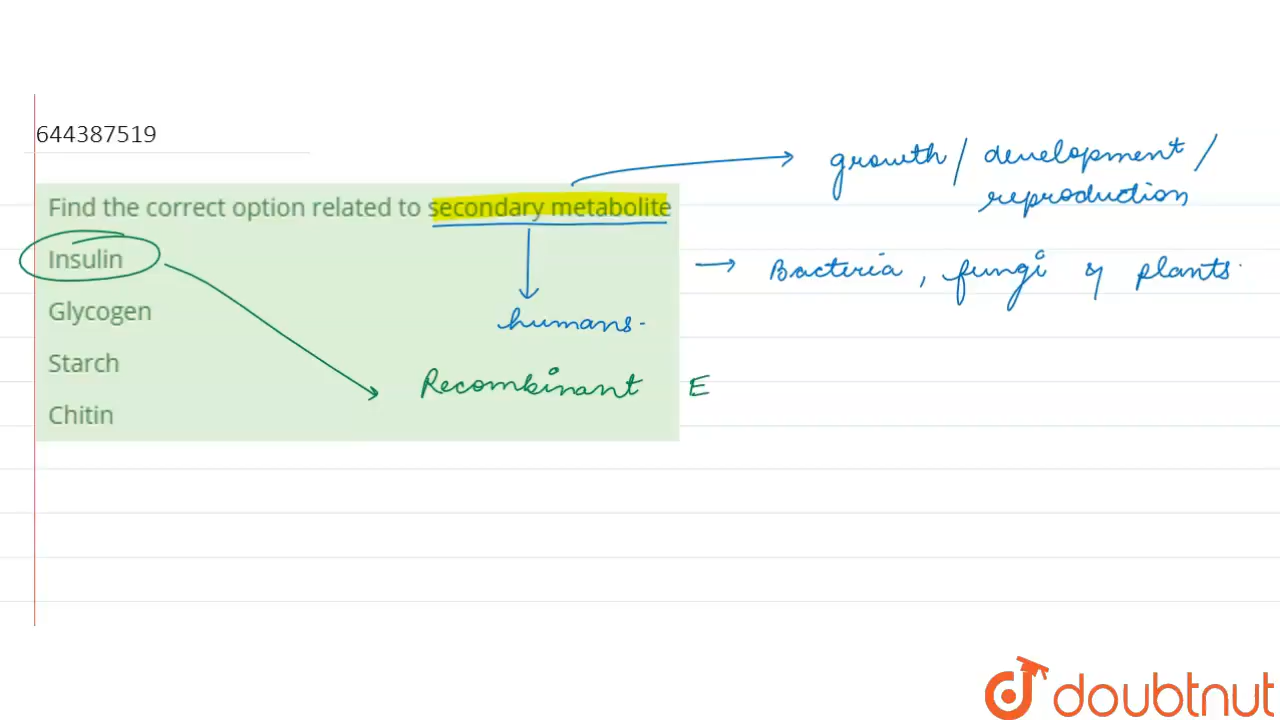 644387519
growth / development /
reproduction
Find the correct option related to secondary metabolite
Insulin
Bacteria, fungi & plants.
Glycogen
humans.
Starch
Recombinant E
Chitin
doubtnut